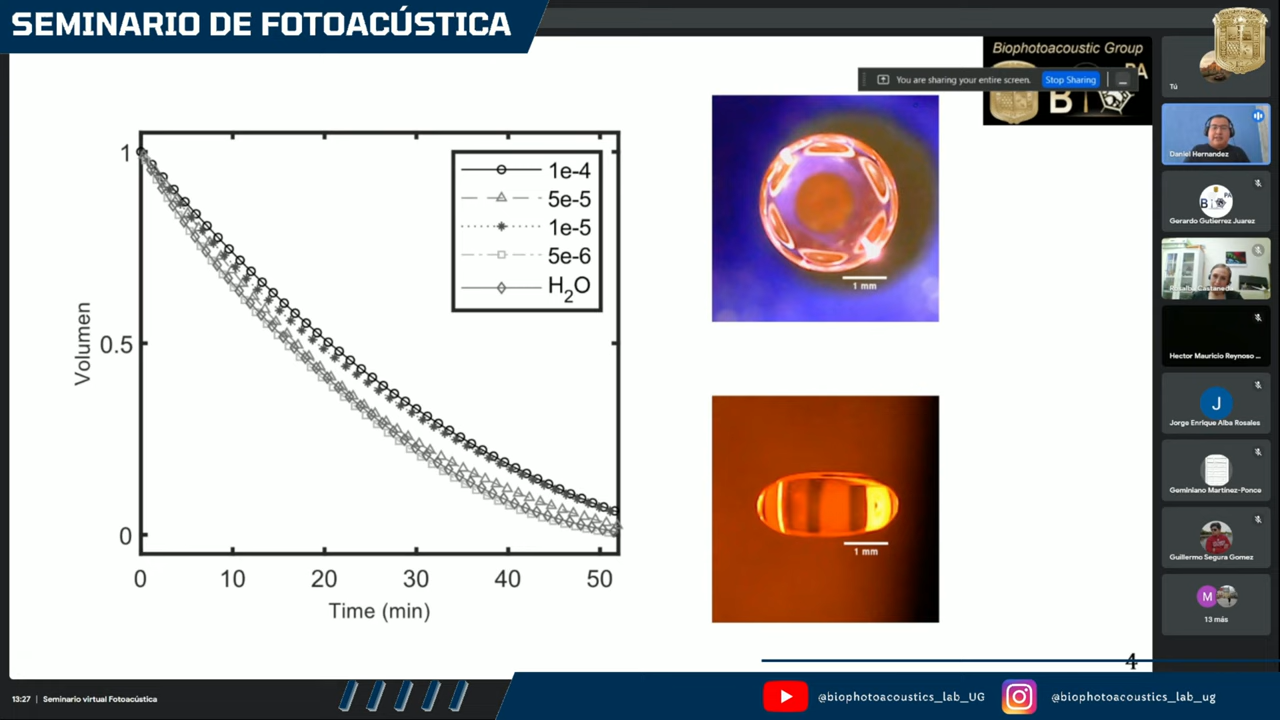 SEMINARIO DE FOTOACÚSTICA
Biophotoacoustic Group
You are sharing your entire screen.
Stop Sharing
PA
B
1
0.5
0
Volumen
0
10
20
30
40
50
Time (min)
1e-4
5e-5
1e-5
5e-6
H₂O
1 mm
1 mm
4
Tú
Daniel Hernandez
Gerardo Gutierrez Juarez
Hector Mauricio Reynoso ...
J
Jorge Enrique Alba Rosales
Geminiano Martinez-Ponce
Guillermo Segura Gomez
M
13 más
13:27 | Seminario virtual Fotoacústica
@biophotoacoustics_lab_UG
@biophotoacoustics_lab_ug